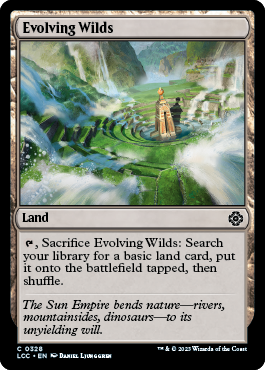 Evolving Wilds
Land
, Sacrifice Evolving Wilds: Search
your library for a basic land card, put
it onto the battlefield tapped, then
shuffle.
The Sun Empire bends nature—rivers,
mountainsides, dinosaurs—to its
unyielding will.
C 0328
LCC • EN Daniel Ljunggren
™ & © 2023 Wizards of the Coast